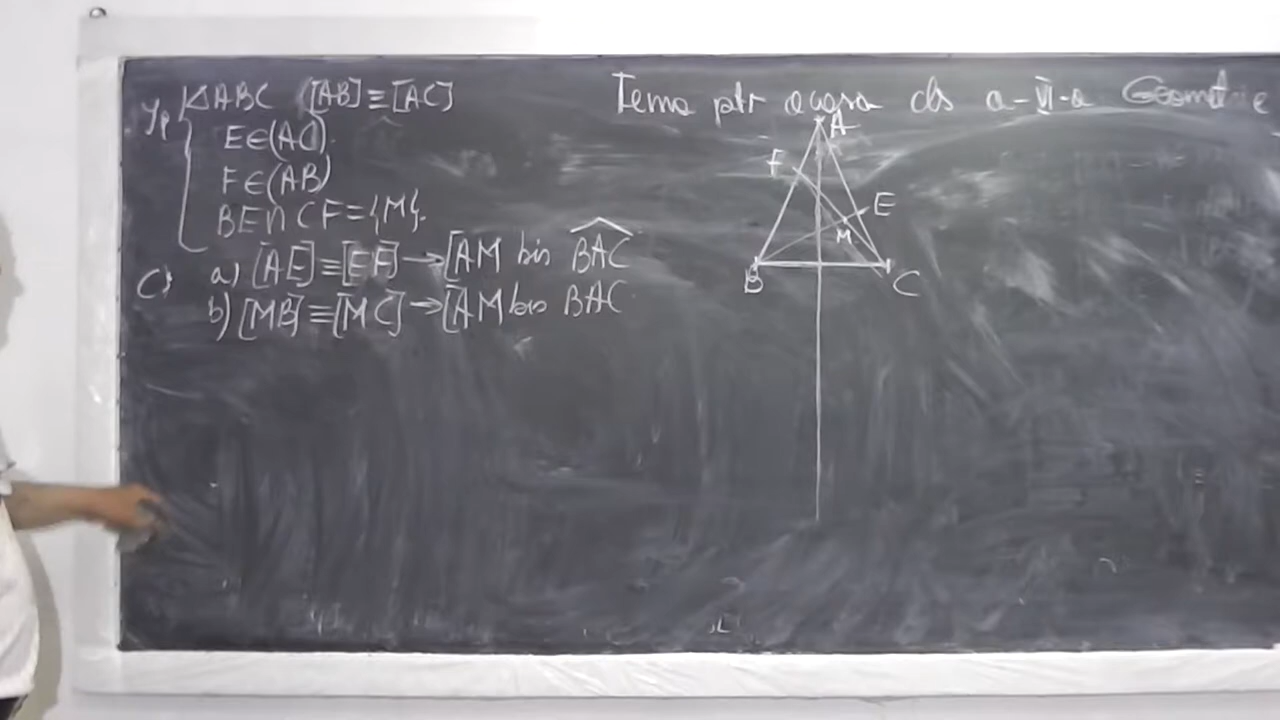 Tema ptr acasa cls a-VI-a Geometrie
Ip △ABC [AB]≡[AC]
E∈(AC)
F∈(AB)
BE∩CF={M}.
C) a) [AE]≡[EF]→[AM bis BAC
b) [MB]≡[MC]→[AM bis BAC
A
F
E
M
B
C